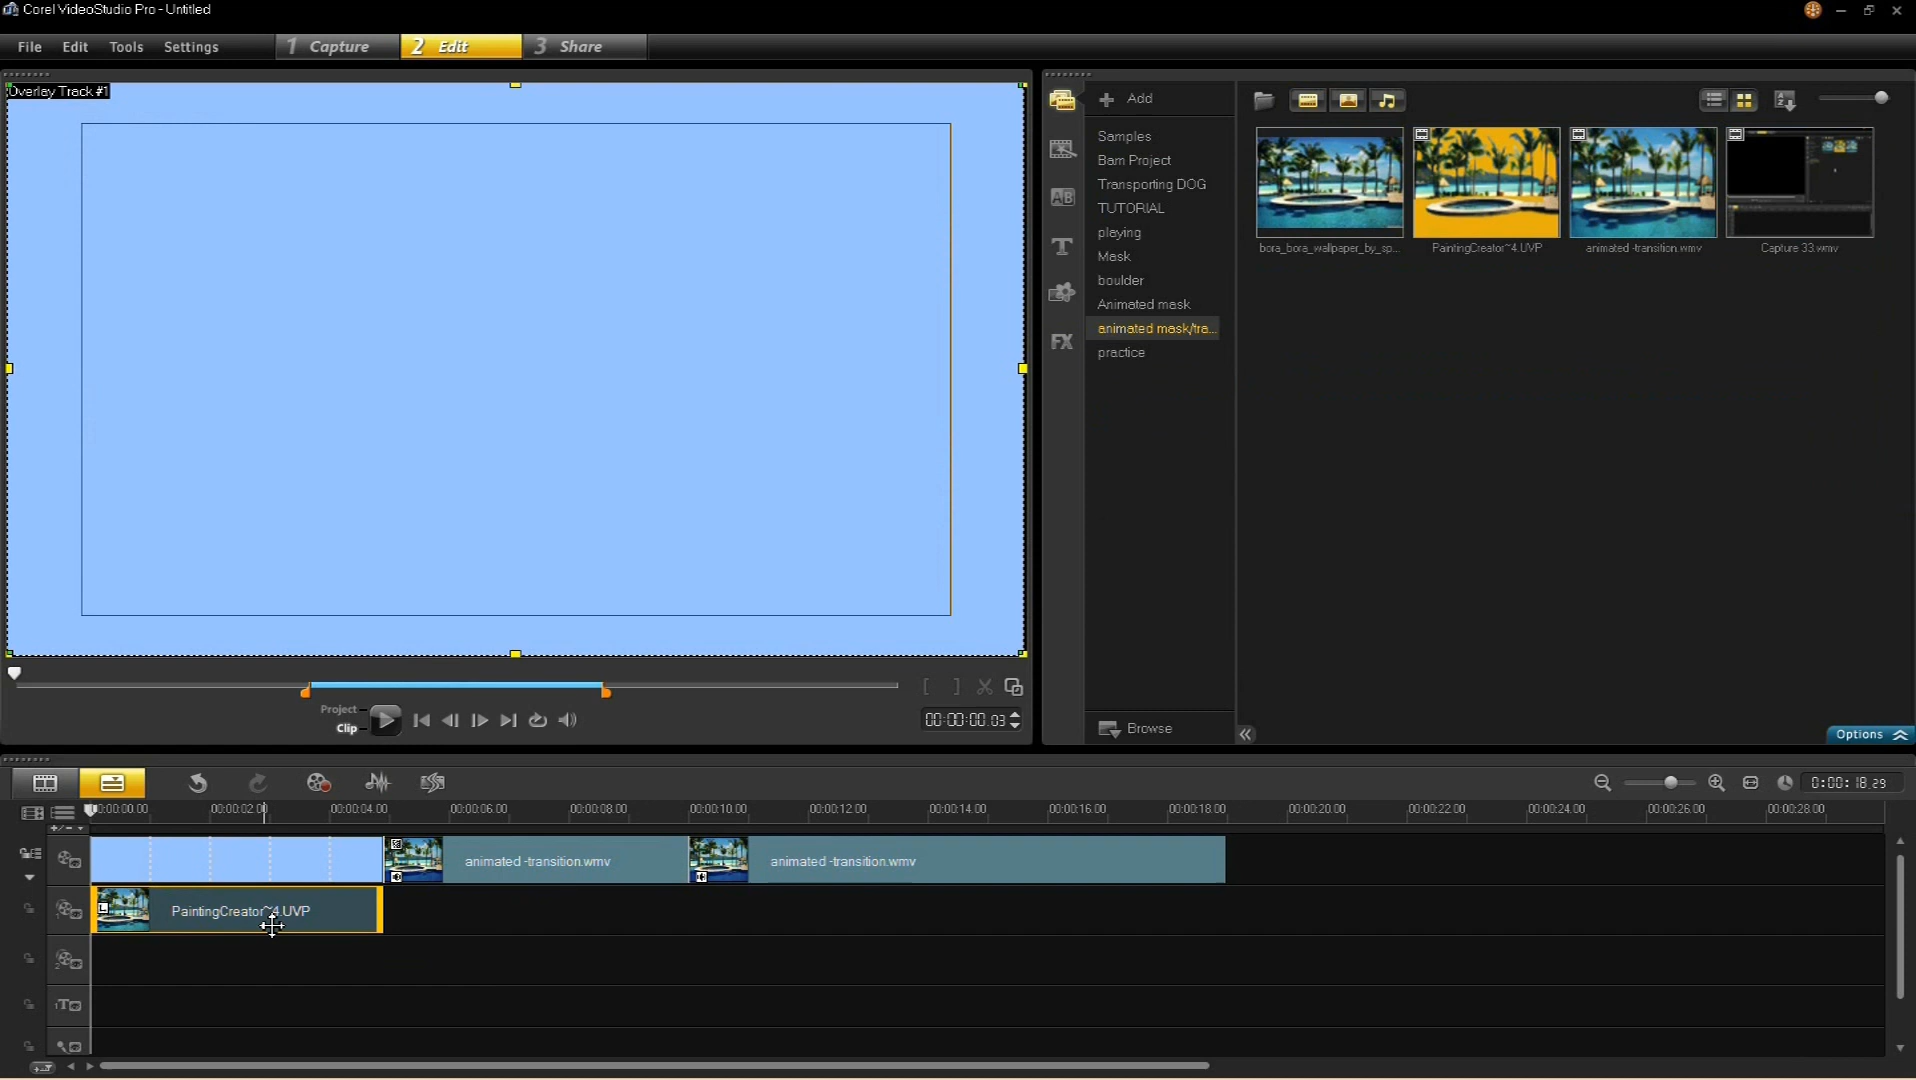 Corel VideoStudio Pro - Untitled
File Edit Tools Settings 1 Capture 2 Edit 3 Share
Overlay Track #1
Add
Samples
Bam Project
Transporting DOG
TUTORIAL
playing
Mask
boulder
Animated mask
animated mask/tra...
practice
AB
T
FX
bora_bora_wallpaper_by_sp... PaintingCreator~4.UVP animated -transition.wmv Capture 33.wmv
Project
Clip
00:00:00.03
Browse
Options
0:00:18.29
00:00:02.00 00:00:04.00 00:00:06.00 00:00:08.00 00:00:10.00 00:00:12.00 00:00:14.00 00:00:16.00 00:00:18.00 00:00:20.00 00:00:22.00 00:00:24.00 00:00:26.00 00:00:28.00
animated -transition.wmv animated -transition.wmv
PaintingCreator~4.UVP